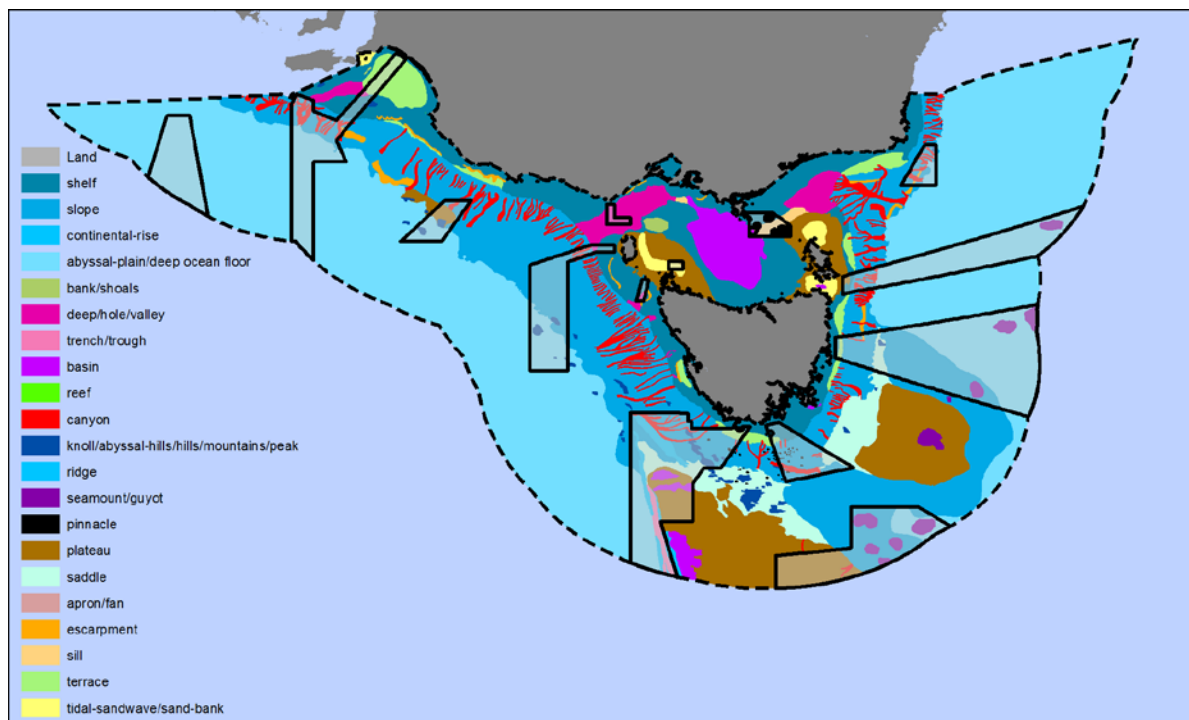 Land
shelf
slope
continental-rise
abyssal-plain/deep ocean floor
bank/shoals
deep/hole/valley
trench/trough
basin
reef
canyon
knoll/abyssal-hills/hills/mountains/peak
ridge
seamount/guyot
pinnacle
plateau
saddle
apron/fan
escarpment
sill
terrace
tidal-sandwave/sand-bank